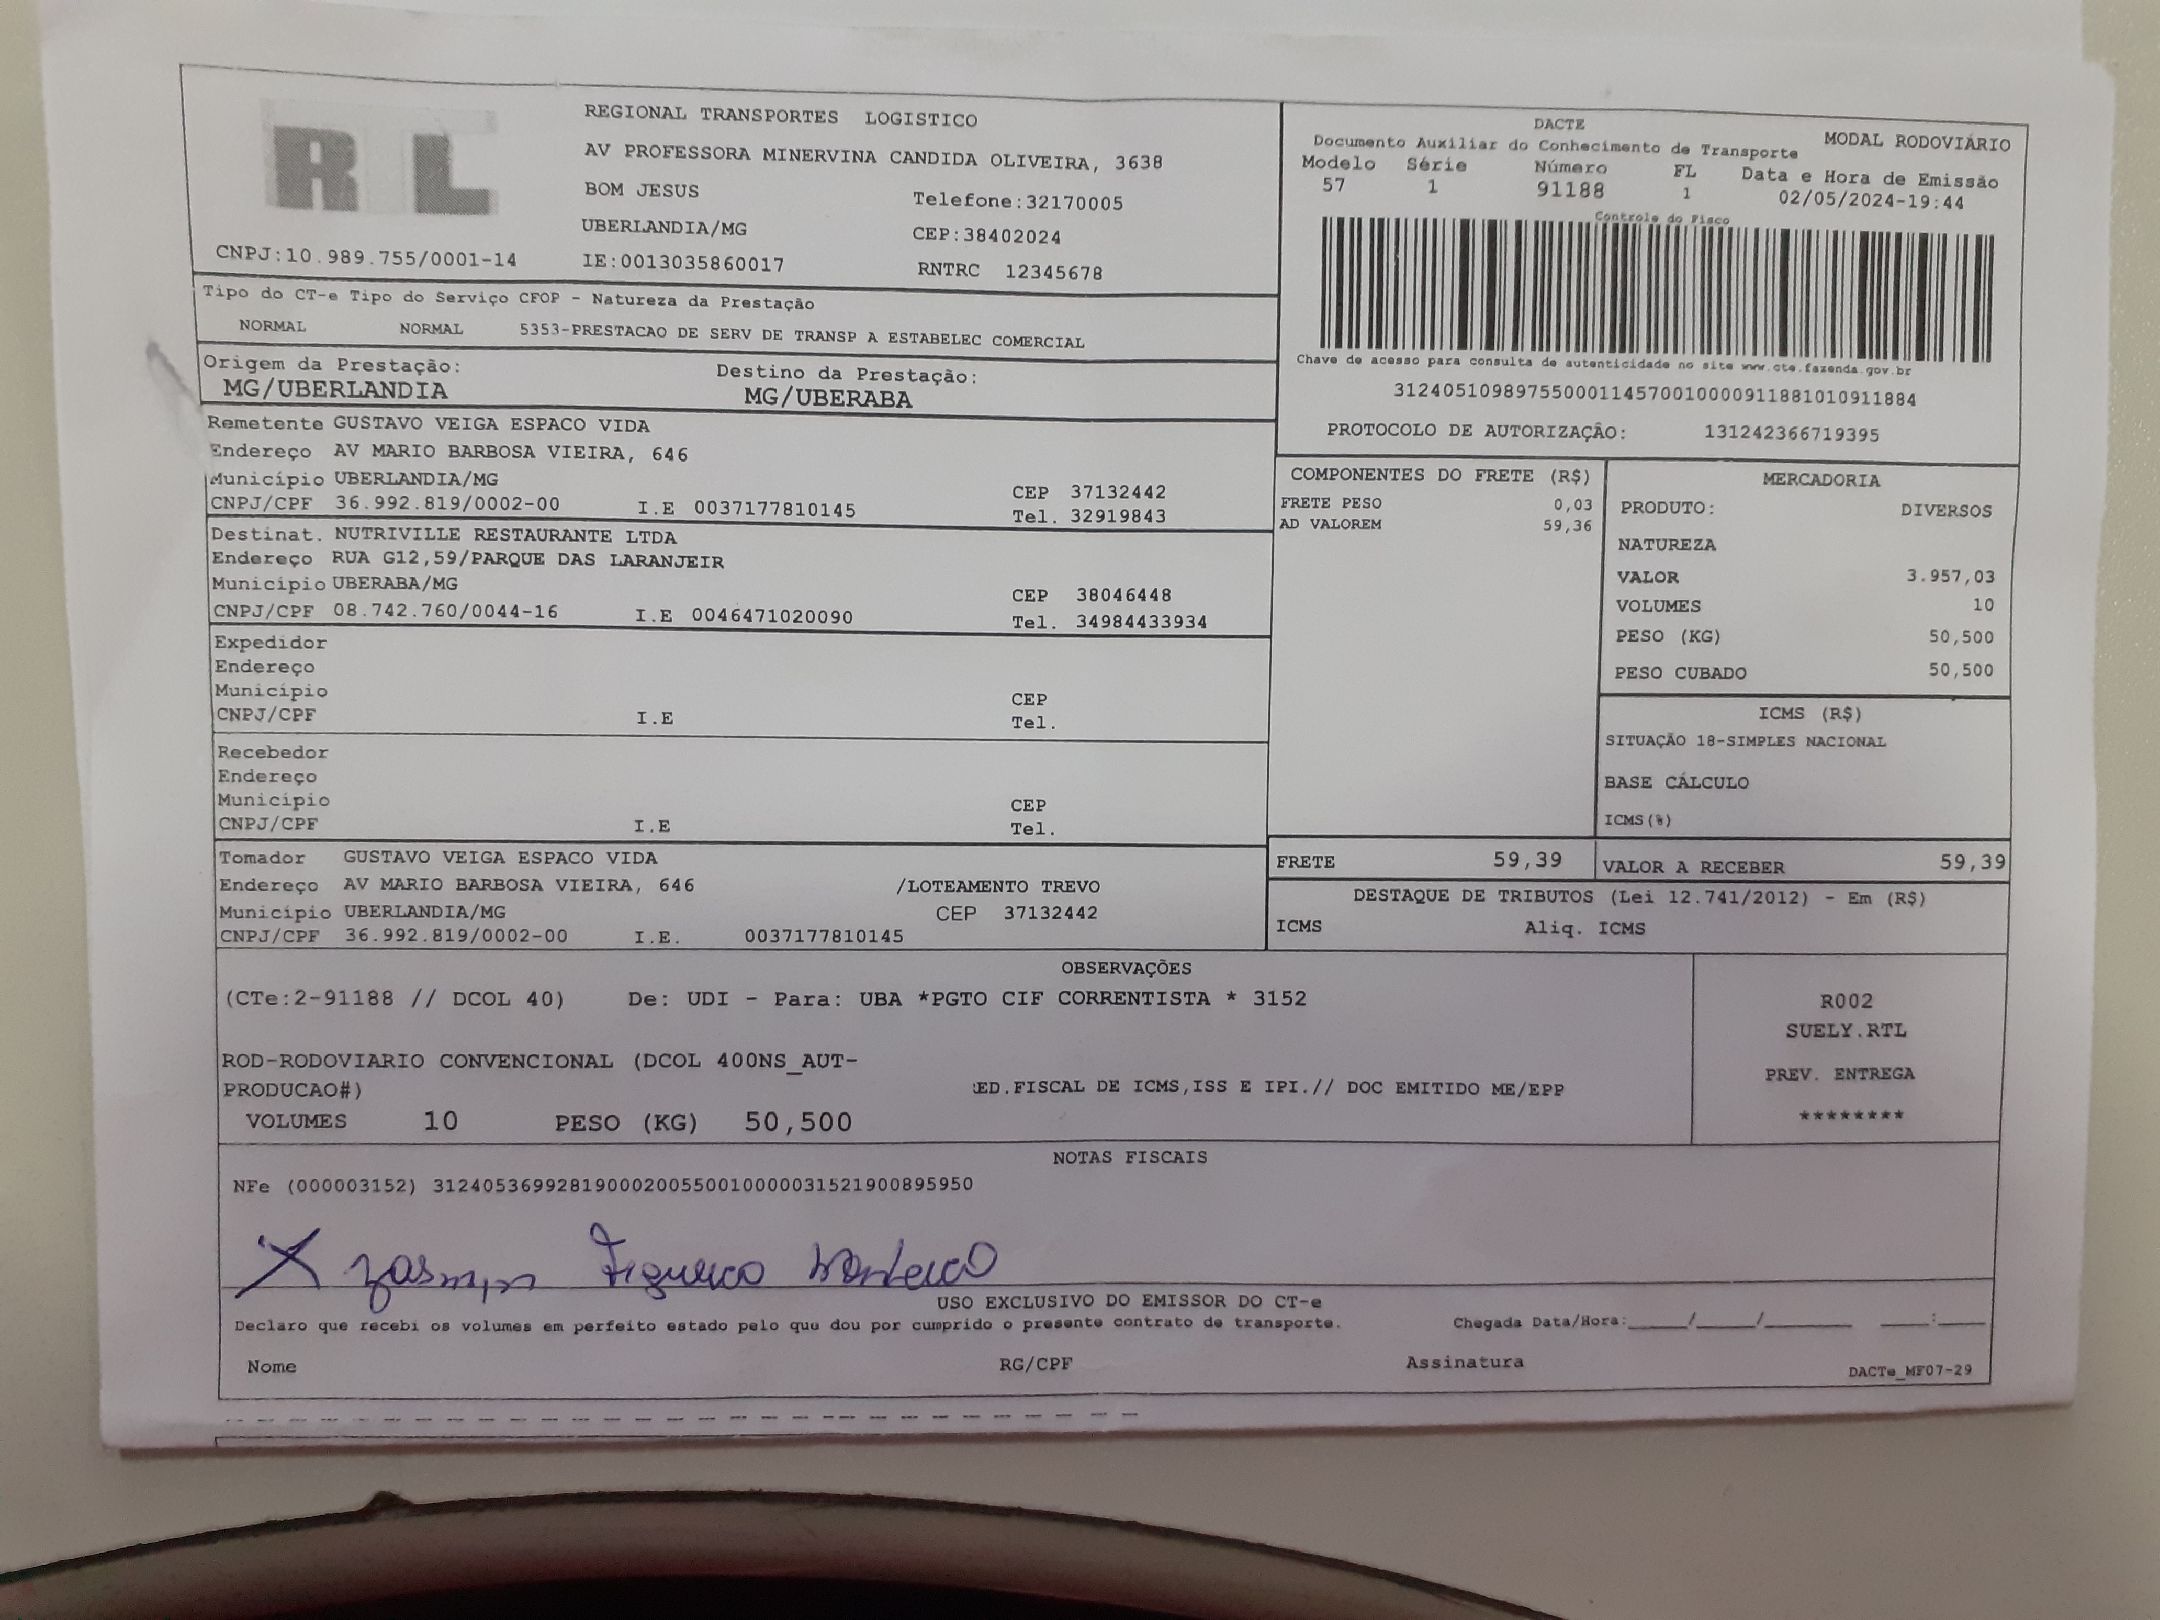 RTL
REGIONAL TRANSPORTES LOGISTICO
AV PROFESSORA MINERVINA CANDIDA OLIVEIRA, 3638
BOM JESUS Telefone:32170005
UBERLANDIA/MG CEP:38402024
CNPJ:10.989.755/0001-14 IE:0013035860017 RNTRC 12345678
DACTE
MODAL RODOVIÁRIO
Documento Auxiliar do Conhecimento de Transporte
Modelo Série Número FL Data e Hora de Emissão
57 1 91188 1 02/05/2024-19:44
Controle do Fisco
Chave de acesso para consulta de autenticidade no site www.cte.fazenda.gov.br
31240510989755000114570010000911881010911884
PROTOCOLO DE AUTORIZAÇÃO: 131242366719395
Tipo do CT-e Tipo do Serviço CFOP - Natureza da Prestação
NORMAL NORMAL 5353-PRESTACAO DE SERV DE TRANSP A ESTABELEC COMERCIAL
Origem da Prestação: Destino da Prestação:
MG/UBERLANDIA MG/UBERABA
Remetente GUSTAVO VEIGA ESPACO VIDA
Endereço AV MARIO BARBOSA VIEIRA, 646
Município UBERLANDIA/MG CEP 37132442
CNPJ/CPF 36.992.819/0002-00 I.E 0037177810145 Tel. 32919843
Destinat. NUTRIVILLE RESTAURANTE LTDA
Endereço RUA G12,59/PARQUE DAS LARANJEIR
Município UBERABA/MG CEP 38046448
CNPJ/CPF 08.742.760/0044-16 I.E 0046471020090 Tel. 34984433934
Expedidor
Endereço
Município CEP
CNPJ/CPF I.E Tel.
Recebedor
Endereço
Município CEP
CNPJ/CPF I.E Tel.
Tomador GUSTAVO VEIGA ESPACO VIDA
Endereço AV MARIO BARBOSA VIEIRA, 646 /LOTEAMENTO TREVO
Município UBERLANDIA/MG CEP 37132442
CNPJ/CPF 36.992.819/0002-00 I.E. 0037177810145
COMPONENTES DO FRETE (R$)
FRETE PESO 0,03
AD VALOREM 59,36
MERCADORIA
PRODUTO: DIVERSOS
NATUREZA
VALOR 3.957,03
VOLUMES 10
PESO (KG) 50,500
PESO CUBADO 50,500
ICMS (R$)
SITUAÇÃO 18-SIMPLES NACIONAL
BASE CÁLCULO
ICMS(%)
FRETE 59,39 VALOR A RECEBER 59,39
DESTAQUE DE TRIBUTOS (Lei 12.741/2012) - Em (R$)
ICMS Aliq. ICMS
OBSERVAÇÕES
(CTe:2-91188 // DCOL 40) De: UDI - Para: UBA *PGTO CIF CORRENTISTA * 3152
ROD-RODOVIARIO CONVENCIONAL (DCOL 400NS_AUT-
PRODUCAO#) ED.FISCAL DE ICMS,ISS E IPI.// DOC EMITIDO ME/EPP
VOLUMES 10 PESO (KG) 50,500
R002
SUELY.RTL
PREV. ENTREGA
********
NOTAS FISCAIS
NFe (000003152) 31240536992819000200550010000031521900895950
X
USO EXCLUSIVO DO EMISSOR DO CT-e
Declaro que recebi os volumes em perfeito estado pelo que dou por cumprido o presente contrato de transporte. Chegada Data/Hora:____/____/______ ____:____
Nome RG/CPF Assinatura DACTe_MF07-29